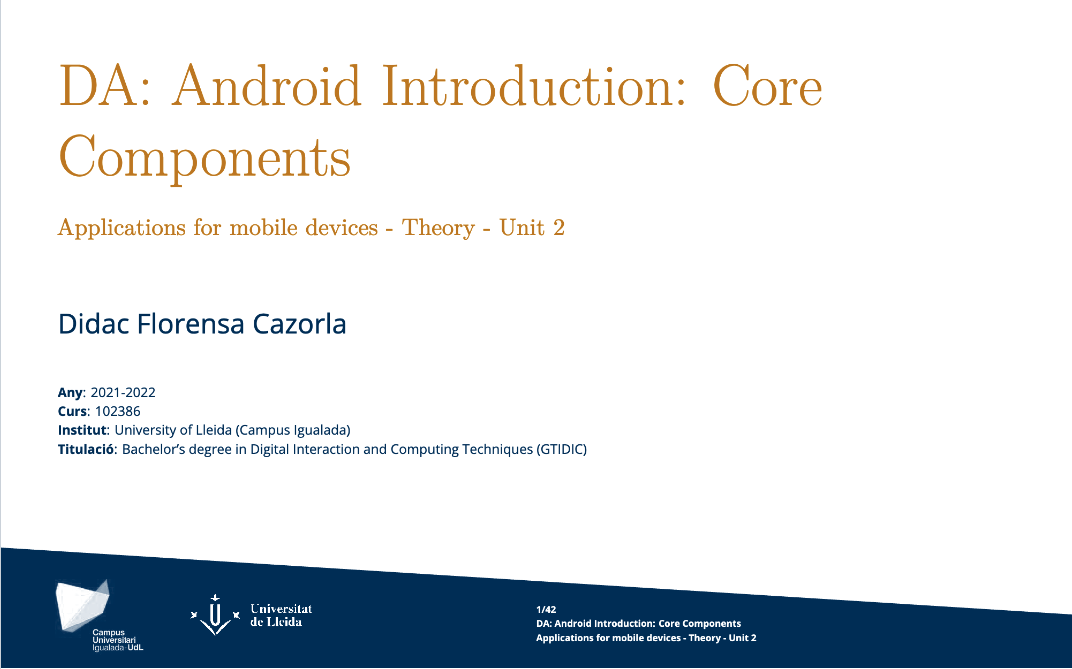 DA: Android Introduction: Core
Components
Applications for mobile devices - Theory - Unit 2
Didac Florensa Cazorla
Any: 2021-2022
Curs: 102386
Institut: University of Lleida (Campus Igualada)
Titulació: Bachelor's degree in Digital Interaction and Computing Techniques (GTIDIC)
Campus
Universitari
Igualada·UdL
Universitat
de Lleida
1/42
DA: Android Introduction: Core Components
Applications for mobile devices - Theory - Unit 2